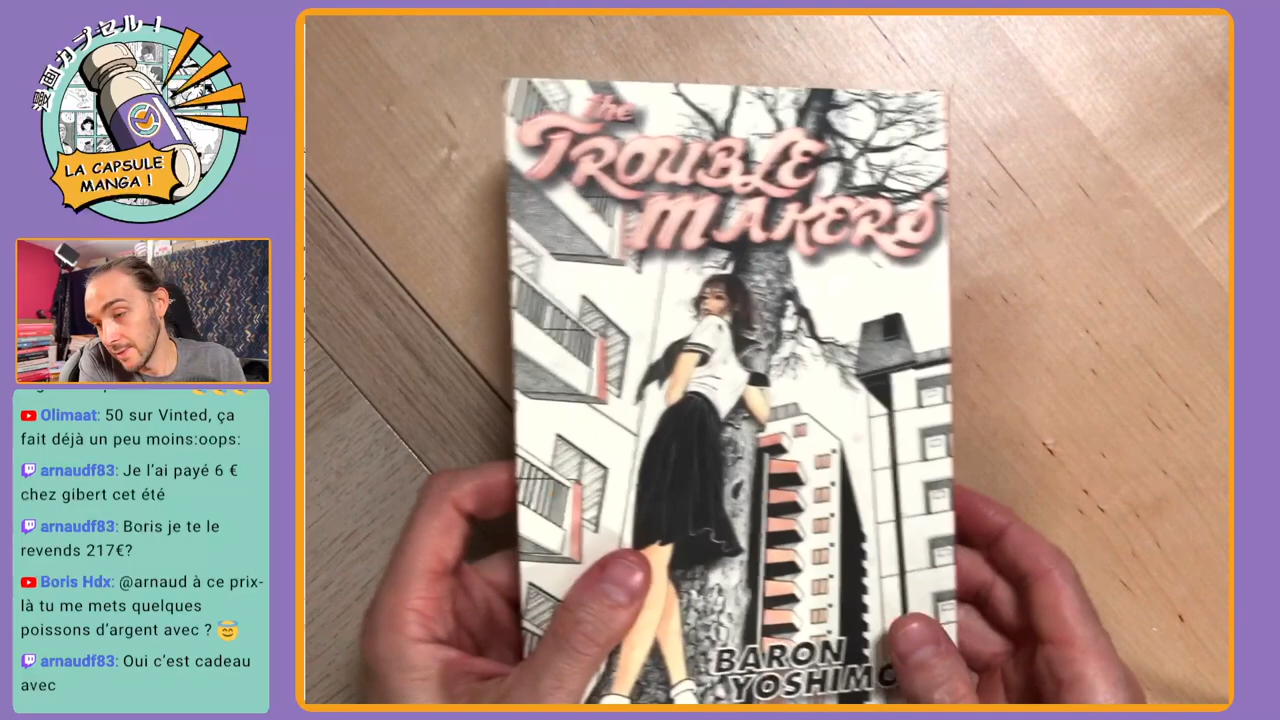 漫画カプセル!
LA CAPSULE
MANGA !
Olimaat: 50 sur Vinted, ça
fait déjà un peu moins:oops:
arnaudf83: Je l’ai payé 6 €
chez gibert cet été
arnaudf83: Boris je te le
revends 217€?
Boris Hdx: @arnaud à ce prix-
là tu me mets quelques
poissons d’argent avec ? 😇
arnaudf83: Oui c’est cadeau
avec
the
TROUBLE
MAKERS
BARON
YOSHIMO